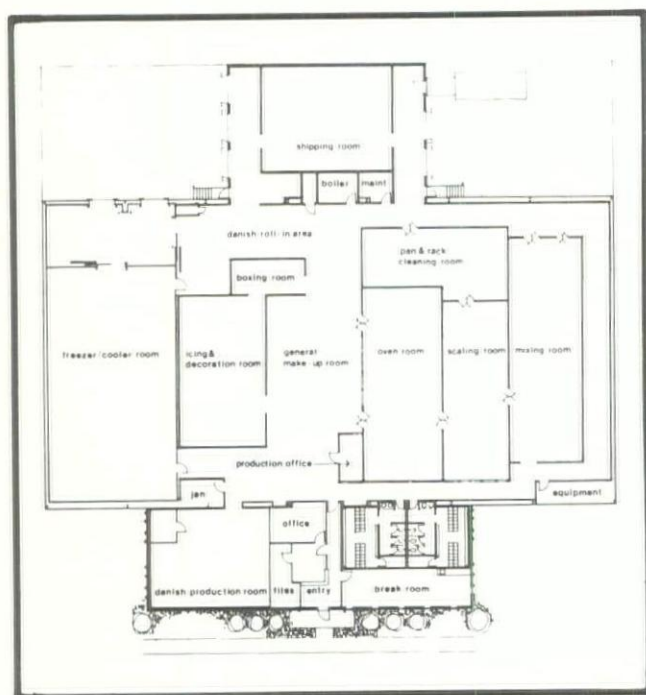 shipping room
boiler
maint
danish roll-in area
pan & rack
cleaning room
boxing room
freezer/cooler room
icing &
decoration room
general
make-up room
oven room
scaling room
mixing room
production office
jan
equipment
office
danish production room
files
entry
break room